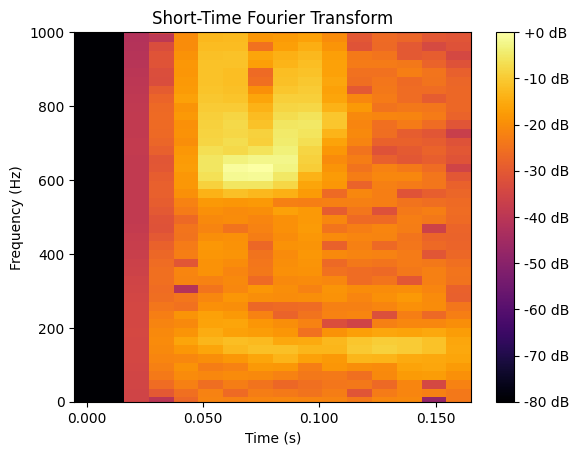 Short-Time Fourier Transform
1000
800
600
400
200
0
Frequency (Hz)
0.000
0.050
0.100
0.150
Time (s)
+0 dB
-10 dB
-20 dB
-30 dB
-40 dB
-50 dB
-60 dB
-70 dB
-80 dB